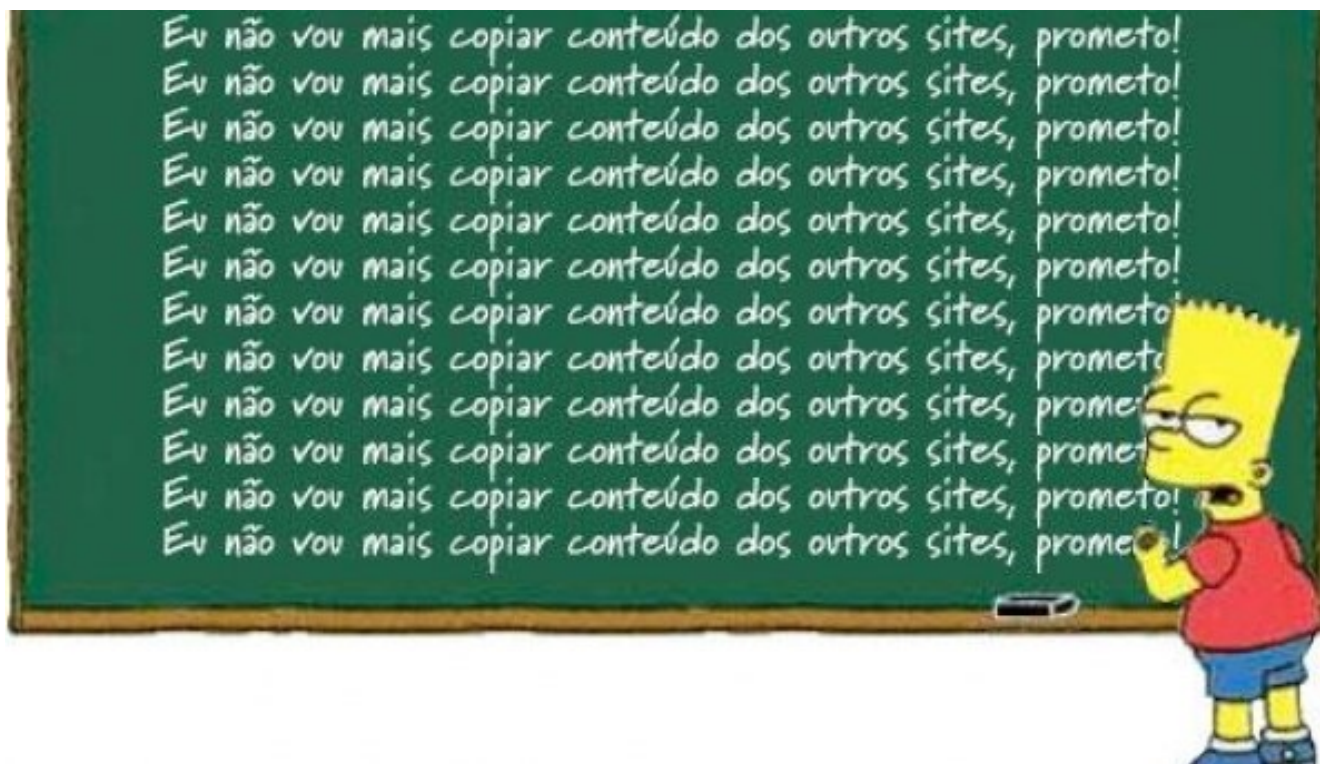 Eu não vou mais copiar conteúdo dos outros sites, prometo!
Eu não vou mais copiar conteúdo dos outros sites, prometo!
Eu não vou mais copiar conteúdo dos outros sites, prometo!
Eu não vou mais copiar conteúdo dos outros sites, prometo!
Eu não vou mais copiar conteúdo dos outros sites, prometo!
Eu não vou mais copiar conteúdo dos outros sites, prometo!
Eu não vou mais copiar conteúdo dos outros sites, prometo
Eu não vou mais copiar conteúdo dos outros sites, prometo
Eu não vou mais copiar conteúdo dos outros sites, promet
Eu não vou mais copiar conteúdo dos outros sites, promet
Eu não vou mais copiar conteúdo dos outros sites, prometo!
Eu não vou mais copiar conteúdo dos outros sites, prome !